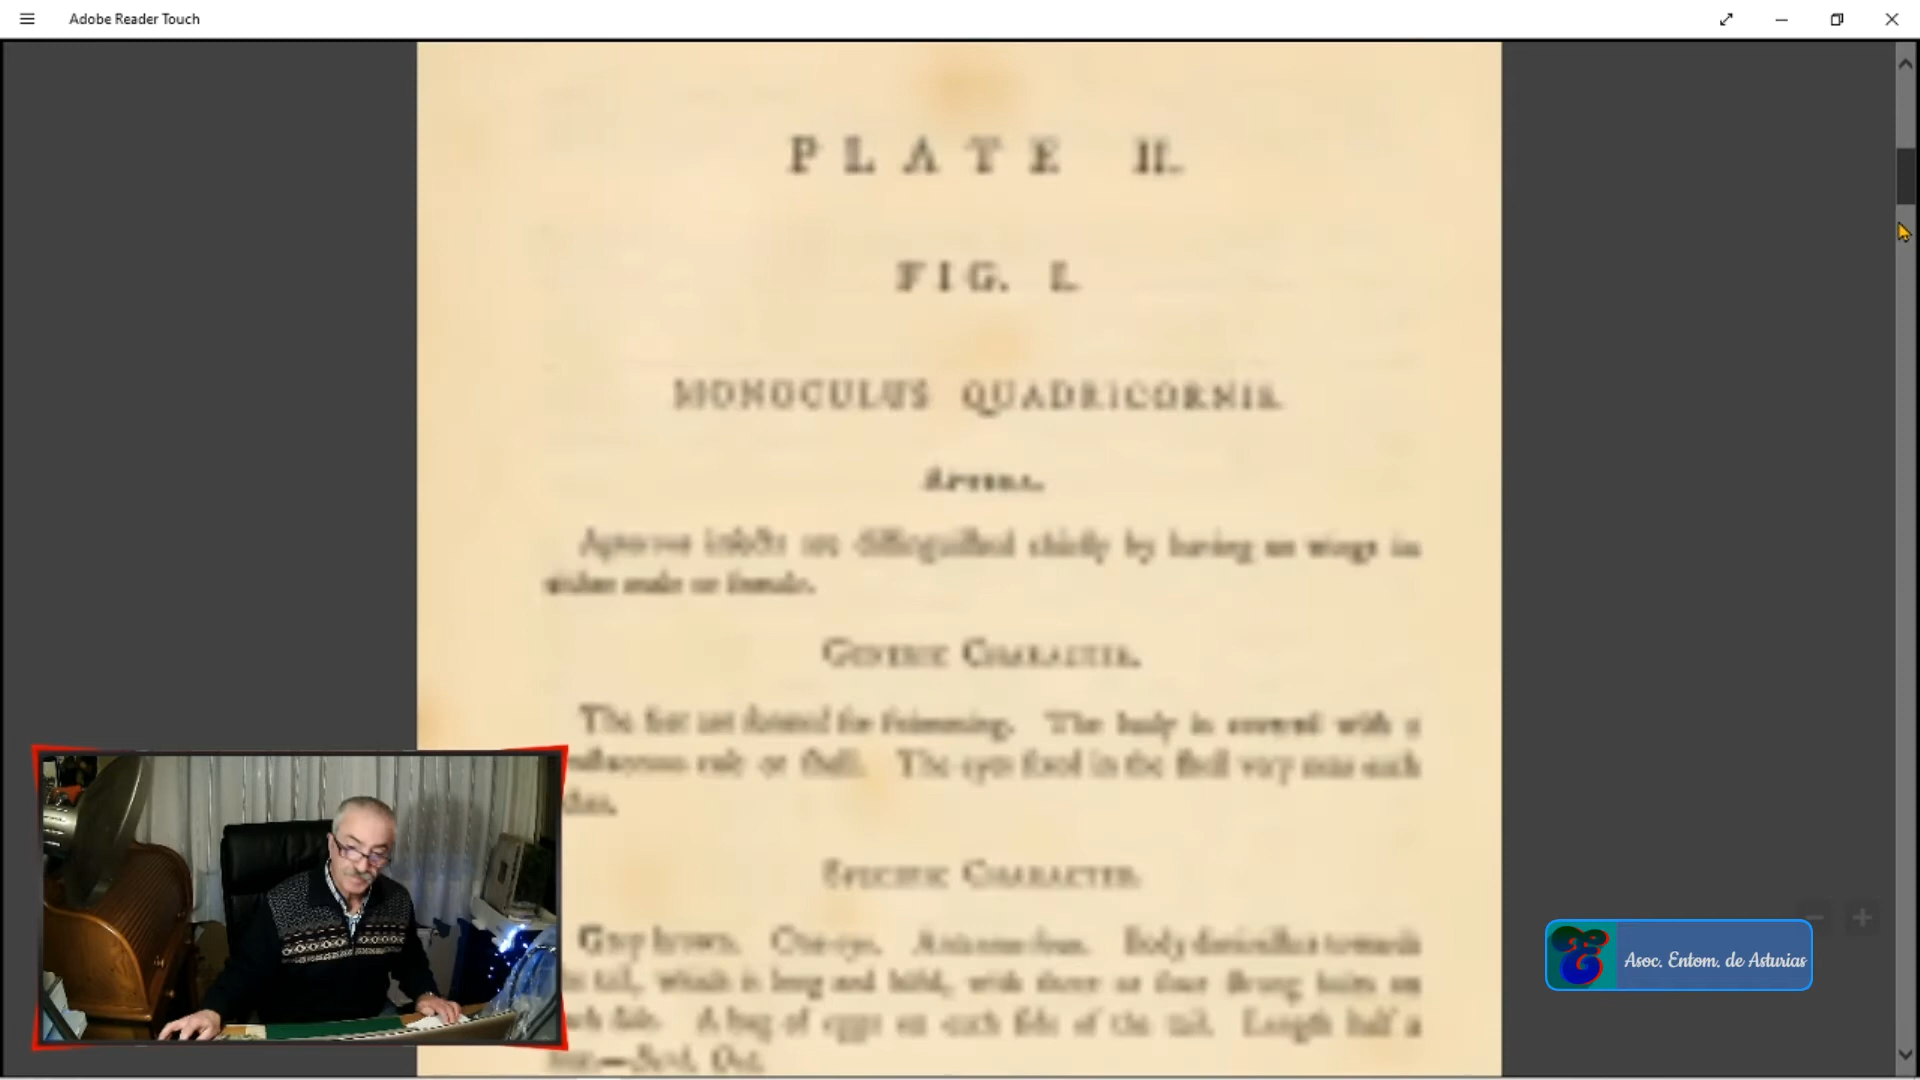 Adobe Reader Touch
PLATE II.
FIG. I.
MONOCULUS QUADRICORNIS.
APTERA.
Apterous inſects are diſtinguiſhed chiefly by having no wings in
either male or female.
GENERIC CHARACTER.
The feet are formed for ſwimming. The body is covered with a
cruſtaceous or ſhell. The eyes fixed in the ſhell very near each
other.
SPECIFIC CHARACTER.
Grey brown. One eye. Antennæ four. Body diminiſhes towards
tail, which is long and bifid, with three or four ſtrong hairs on
each ſide. A bag of eggs on each ſide of the tail. Length half a
Asoc. Entom. de Asturias